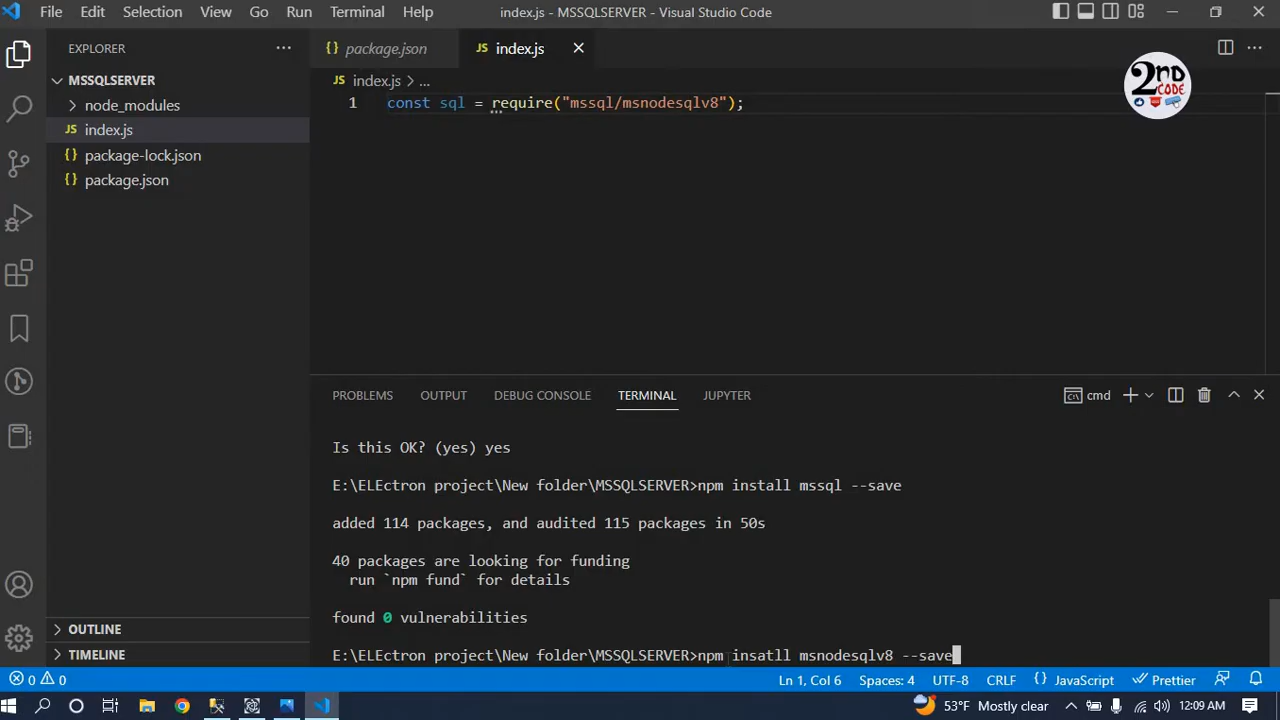 File Edit Selection View Go Run Terminal Help index.js - MSSQLSERVER - Visual Studio Code
EXPLORER
MSSQLSERVER
node_modules
JS index.js
{} package-lock.json
{} package.json
OUTLINE
TIMELINE
{} package.json
JS index.js
JS index.js > ...
1 const sql = require("mssql/msnodesqlv8");
2ND
CODE
PROBLEMS OUTPUT DEBUG CONSOLE TERMINAL JUPYTER
cmd
Is this OK? (yes) yes
E:\ELEctron project\New folder\MSSQLSERVER>npm install mssql --save
added 114 packages, and audited 115 packages in 50s
40 packages are looking for funding
run `npm fund` for details
found 0 vulnerabilities
E:\ELEctron project\New folder\MSSQLSERVER>npm insatll msnodesqlv8 --save
0 0 Ln 1, Col 6 Spaces: 4 UTF-8 CRLF {} JavaScript Prettier
53°F Mostly clear 12:09 AM